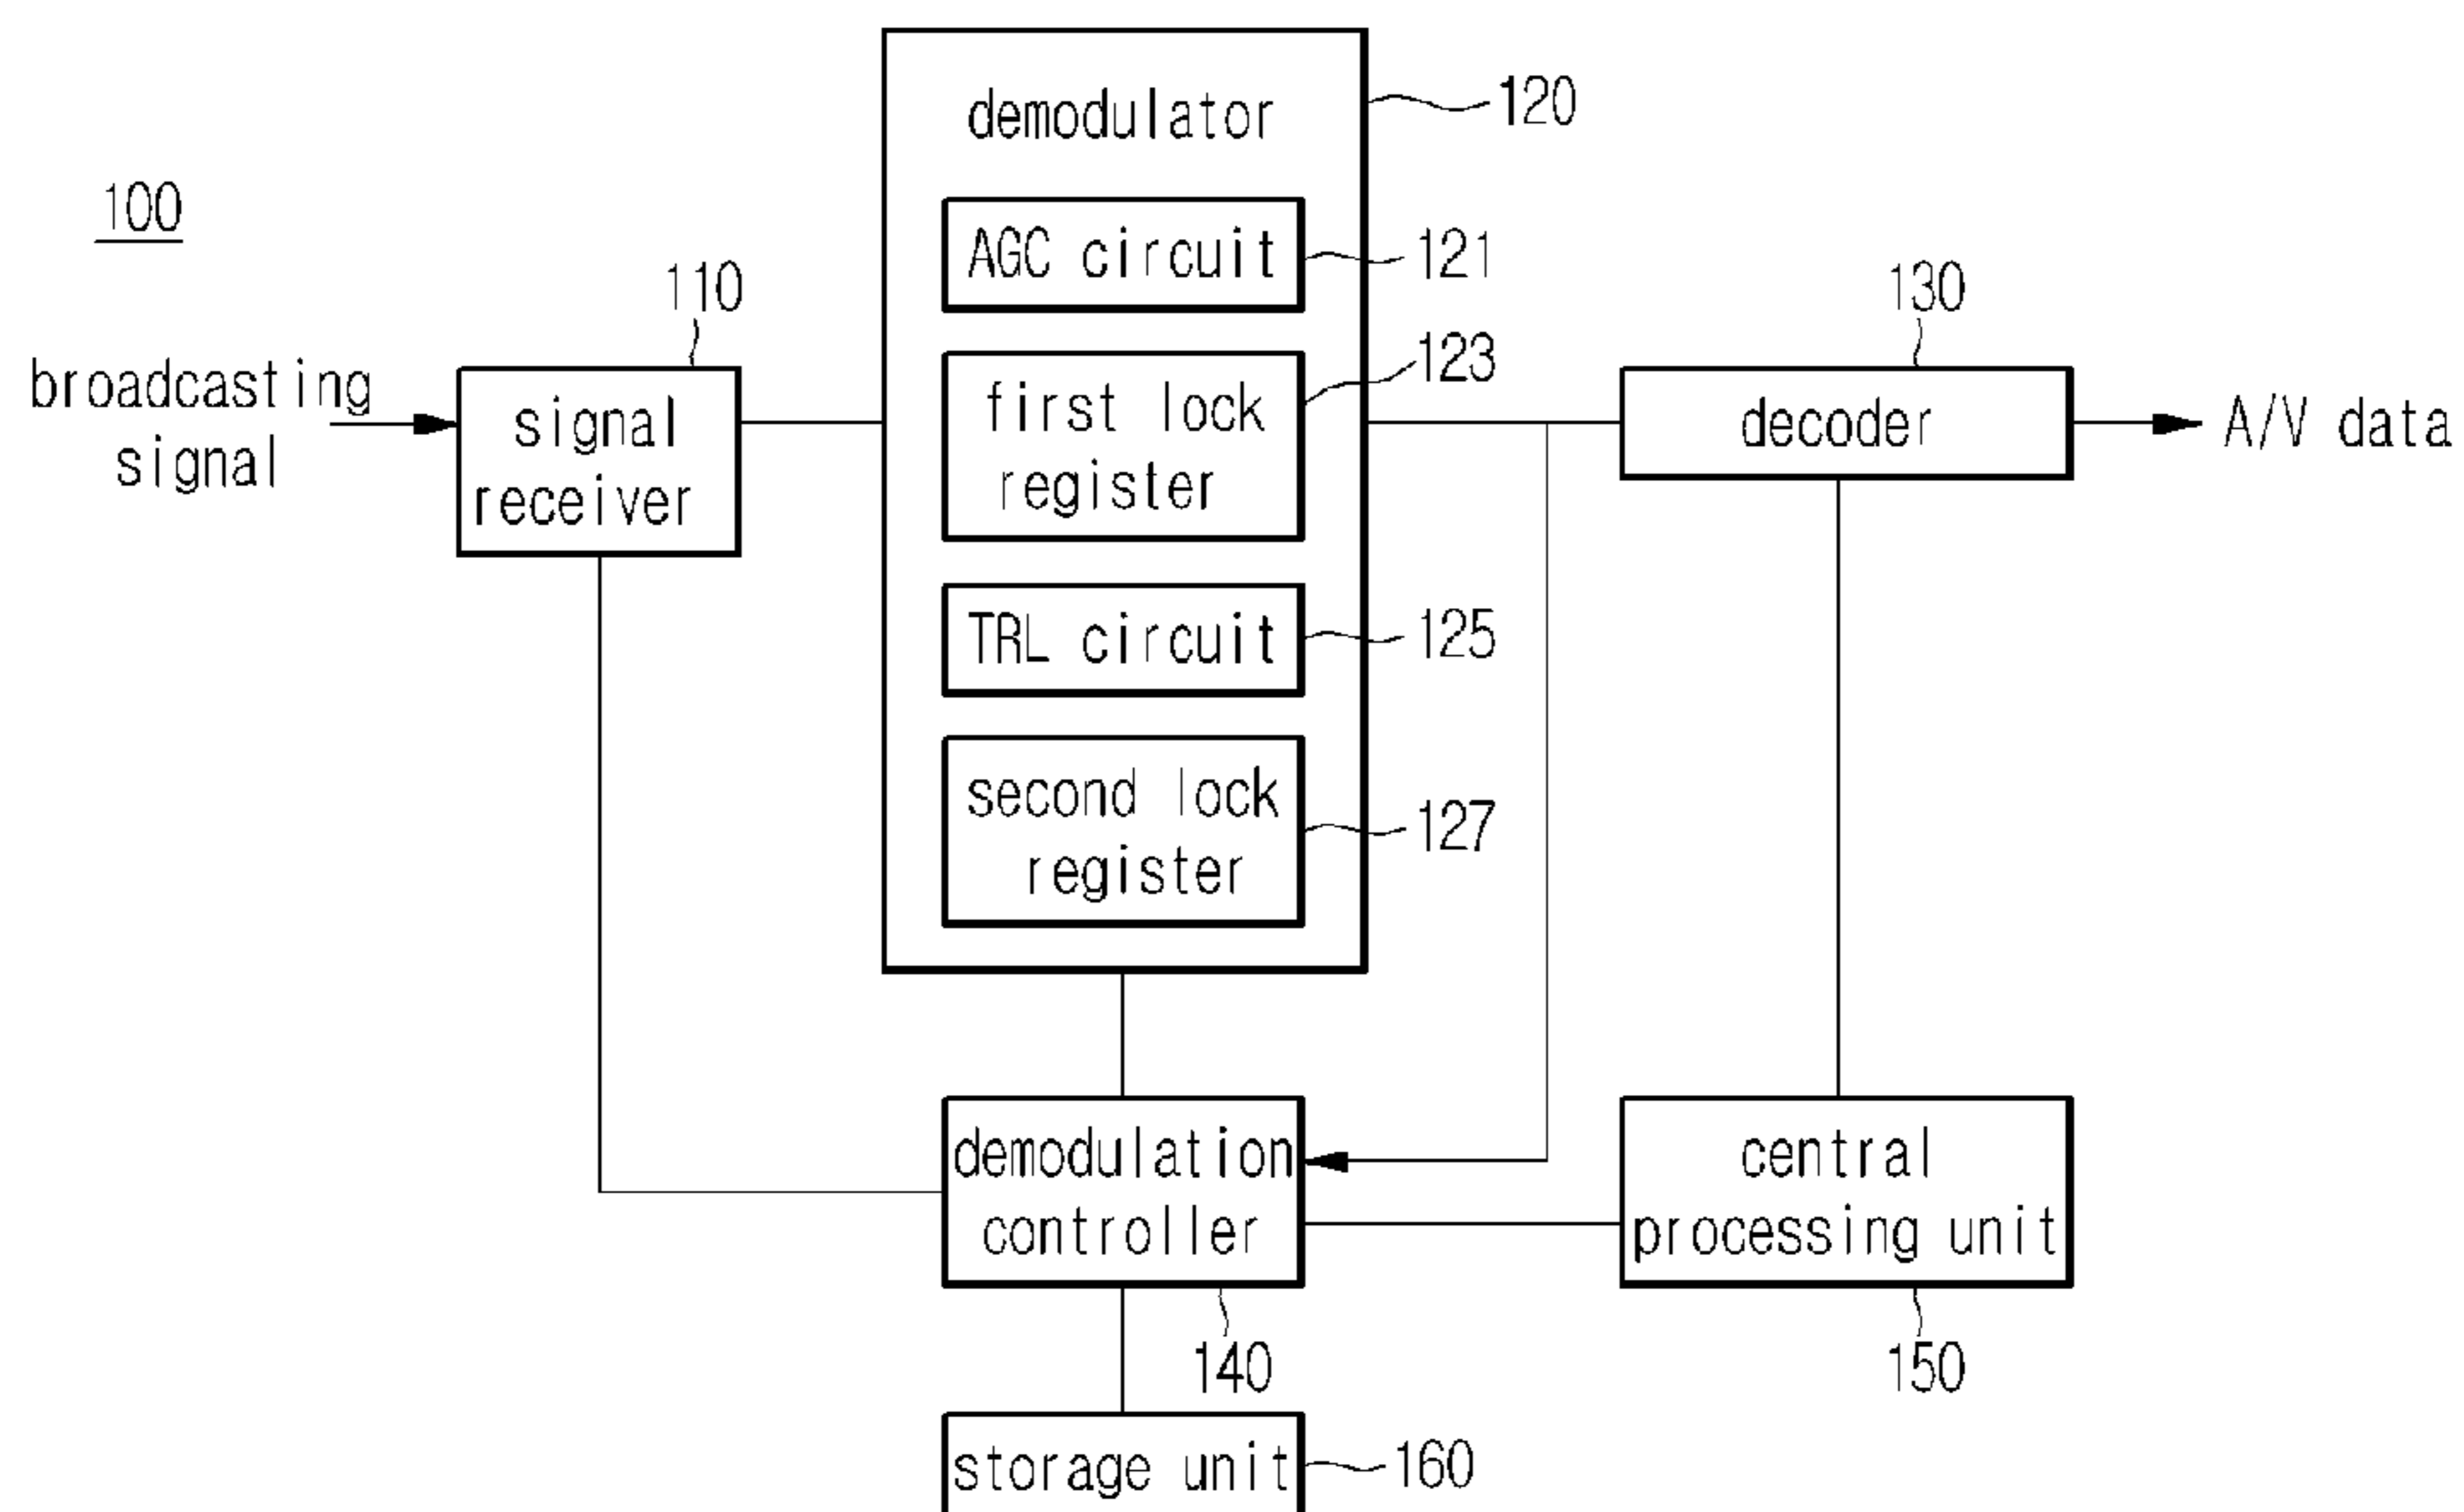 demodulator
120
100
AGC circuit
121
110
123
130
broadcasting
signal
signal
receiver
first lock
register
decoder
A/V data
TRL circuit
125
second lock
register
127
demodulation
controller
central
processing unit
140
150
storage unit
160